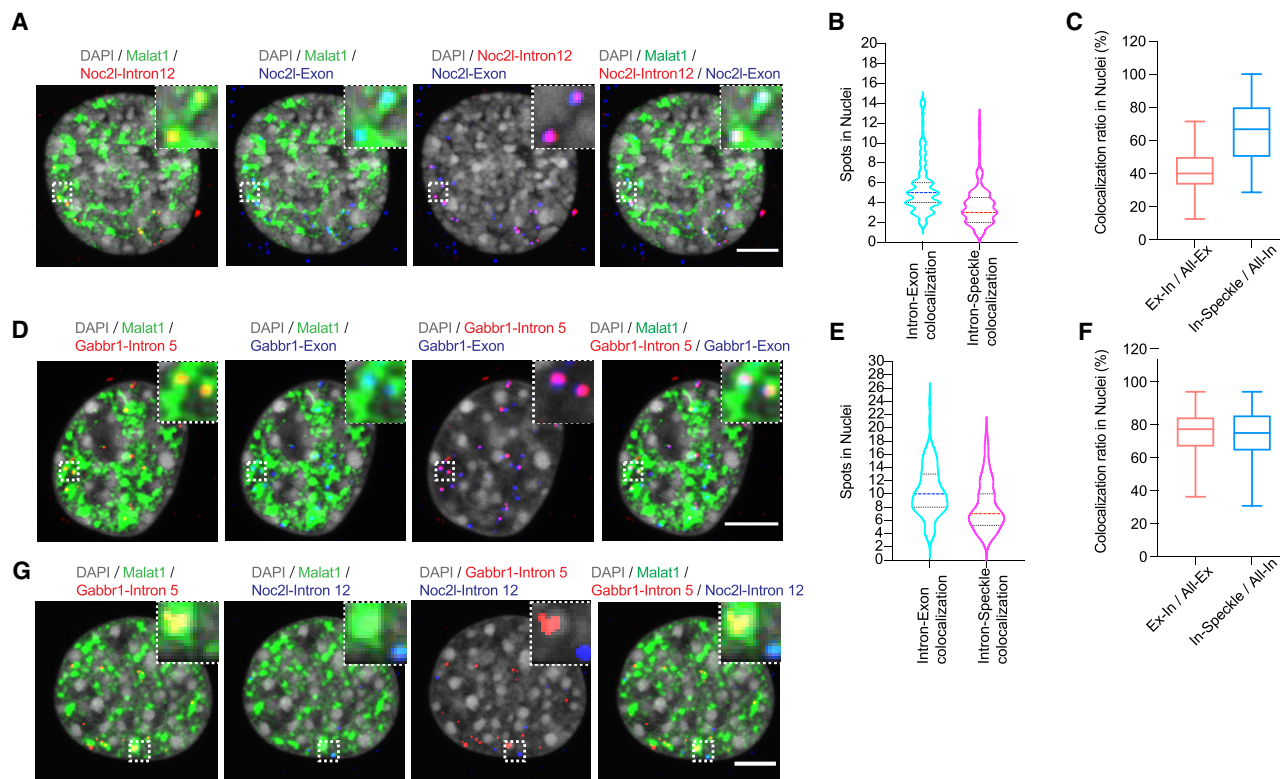 A
DAPI / Malat1 /
Noc2l-Intron12
DAPI / Malat1 /
Noc2l-Exon
DAPI / Noc2l-Intron12
Noc2l-Exon
DAPI / Malat1 /
Noc2l-Intron12 / Noc2l-Exon
B
Spots in Nuclei
20
18
16
14
12
10
8
6
4
2
0
Intron-Exon
colocalization
Intron-Speckle
colocalization
C
Colocalization ratio in Nuclei (%)
120
100
80
60
40
20
0
Ex-In / All-Ex
In-Speckle / All-In
D
DAPI / Malat1 /
Gabbr1-Intron 5
DAPI / Malat1 /
Gabbr1-Exon
DAPI / Gabbr1-Intron 5
Gabbr1-Exon
DAPI / Malat1 /
Gabbr1-Intron 5 / Gabbr1-Exon
E
Spots in Nuclei
30
28
26
24
22
20
18
16
14
12
10
8
6
4
2
0
Intron-Exon
colocalization
Intron-Speckle
colocalization
F
Colocalization ratio in Nuclei (%)
120
100
80
60
40
20
0
Ex-In / All-Ex
In-Speckle / All-In
G
DAPI / Malat1 /
Gabbr1-Intron 5
DAPI / Malat1 /
Noc2l-Intron 12
DAPI / Gabbr1-Intron 5
Noc2l-Intron 12
DAPI / Malat1 /
Gabbr1-Intron 5 / Noc2l-Intron 12